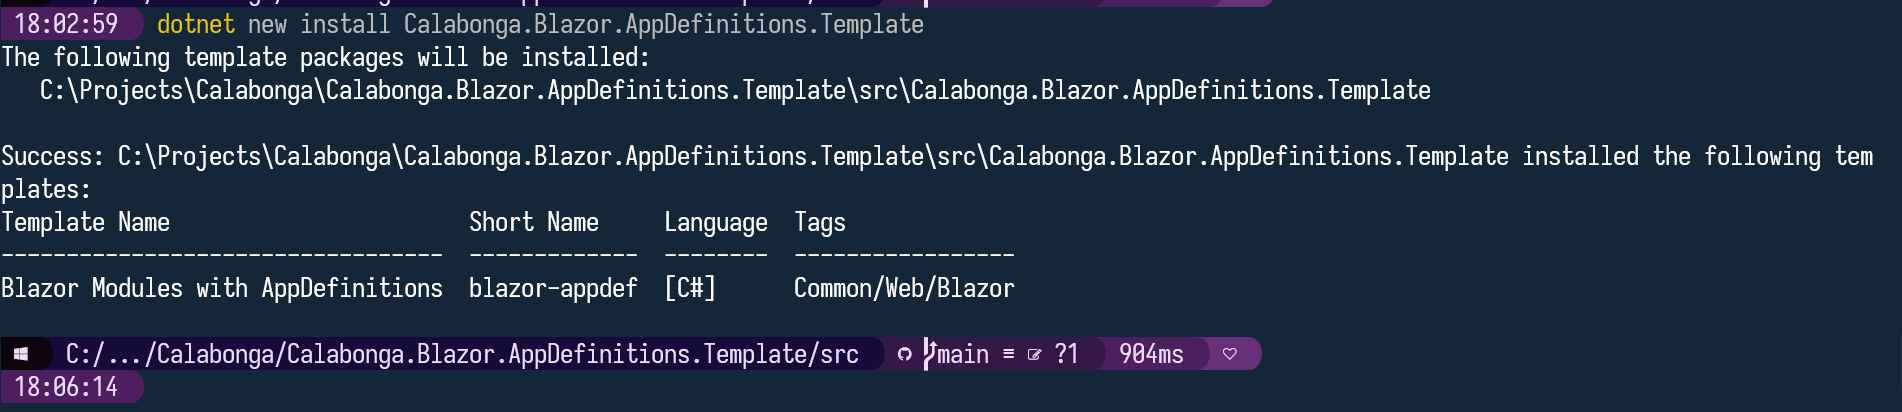 18:02:59 dotnet new install Calabonga.Blazor.AppDefinitions.Template
The following template packages will be installed:
   C:\Projects\Calabonga\Calabonga.Blazor.AppDefinitions.Template\src\Calabonga.Blazor.AppDefinitions.Template

Success: C:\Projects\Calabonga\Calabonga.Blazor.AppDefinitions.Template\src\Calabonga.Blazor.AppDefinitions.Template installed the following tem
plates:
Template Name                       Short Name     Language  Tags
----------------------------------  -------------  --------  -----------------
Blazor Modules with AppDefinitions  blazor-appdef  [C#]      Common/Web/Blazor

C:/.../Calabonga/Calabonga.Blazor.AppDefinitions.Template/src main ≡ ?1 904ms ♡
18:06:14